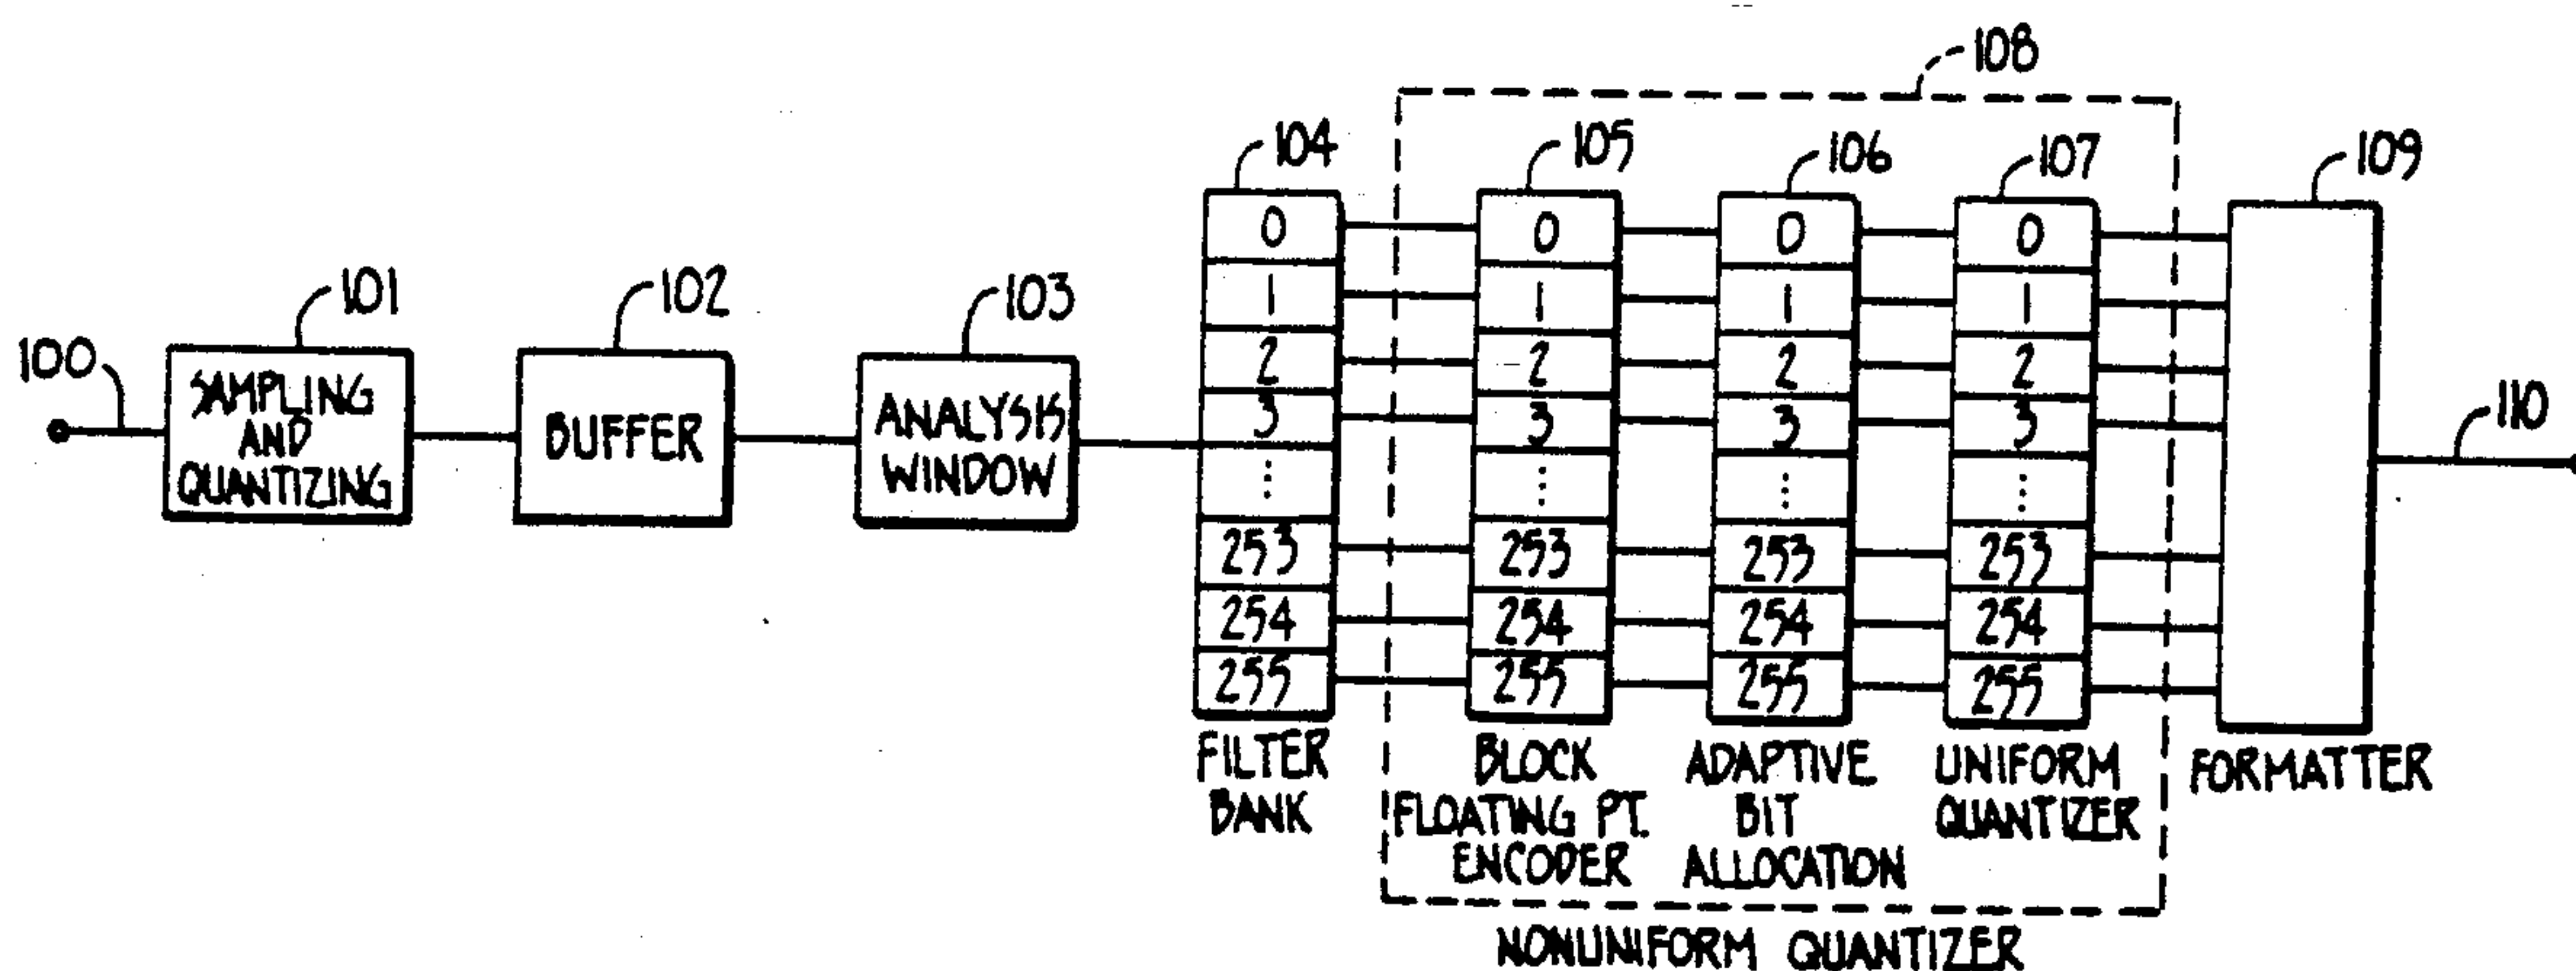 108
104
105
106
107
109
0 0 0 0
1 1 1 1
101
102
103
2 2 2 2
100
3 3 3 3
110
SAMPLING
AND
QUANTIZING
BUFFER
ANALYSIS
WINDOW
⋮ ⋮ ⋮ ⋮
253 253 253 253
254 254 254 254
255 255 255 255
FILTER
BANK
BLOCK
FLOATING PT.
ENCODER
ADAPTIVE
BIT
ALLOCATION
UNIFORM
QUANTIZER
FORMATTER
NONUNIFORM QUANTIZER